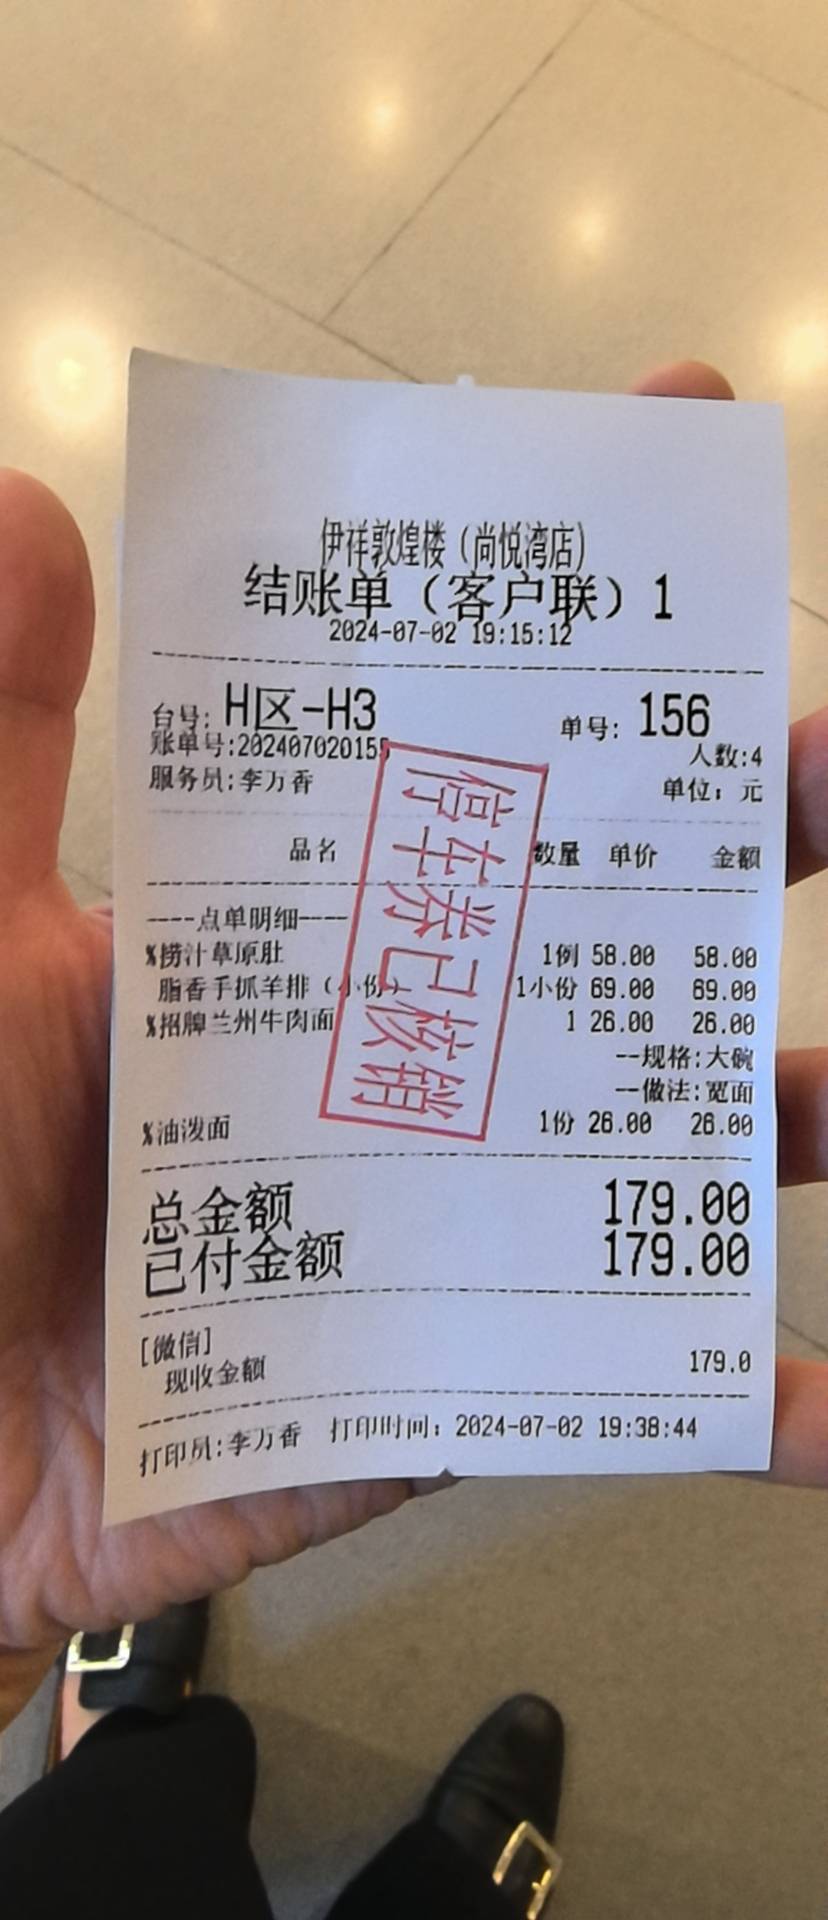 伊祥敦煌楼（尚悦湾店）
结账单（客户联）1
2024-07-02 19:15:12
台号: H区-H3 单号: 156
账单号:20240702015 人数:4
服务员:李万香 单位: 元
品名 数量 单价 金额
----点单明细----
%捞汁草原肚 1例 58.00 58.00
脂香手抓羊排（小份） 1小份 69.00 69.00
%招牌兰州牛肉面 1 26.00 26.00
--规格:大碗
--做法:宽面
%油泼面 1份 26.00 26.00
总金额 179.00
已付金额 179.00
[微信]
现收金额 179.0
打印员:李万香 打印时间: 2024-07-02 19:38:44
停车券已核销